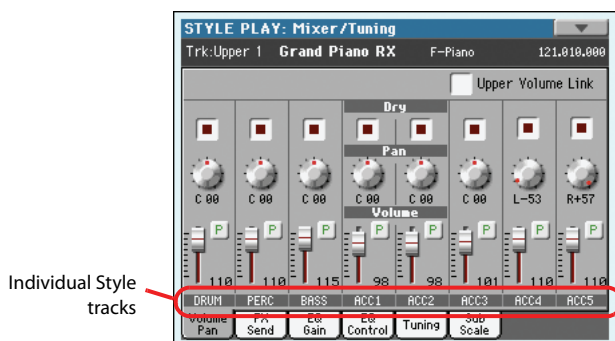 STYLE PLAY: Mixer/Tuning
Trk:Upper 1 Grand Piano RX F-Piano 121.010.000
Upper Volume Link
Dry
Pan
C 00 C 00 C 00 C 00 C 00 C 00 L-53 R+57
Volume
P P P P P P P P
110 110 115 98 98 101 110 110
Individual Style
tracks
DRUM PERC BASS ACC1 ACC2 ACC3 ACC4 ACC5
Volume Pan
FX Send
EQ Gain
EQ Control
Tuning
Sub Scale